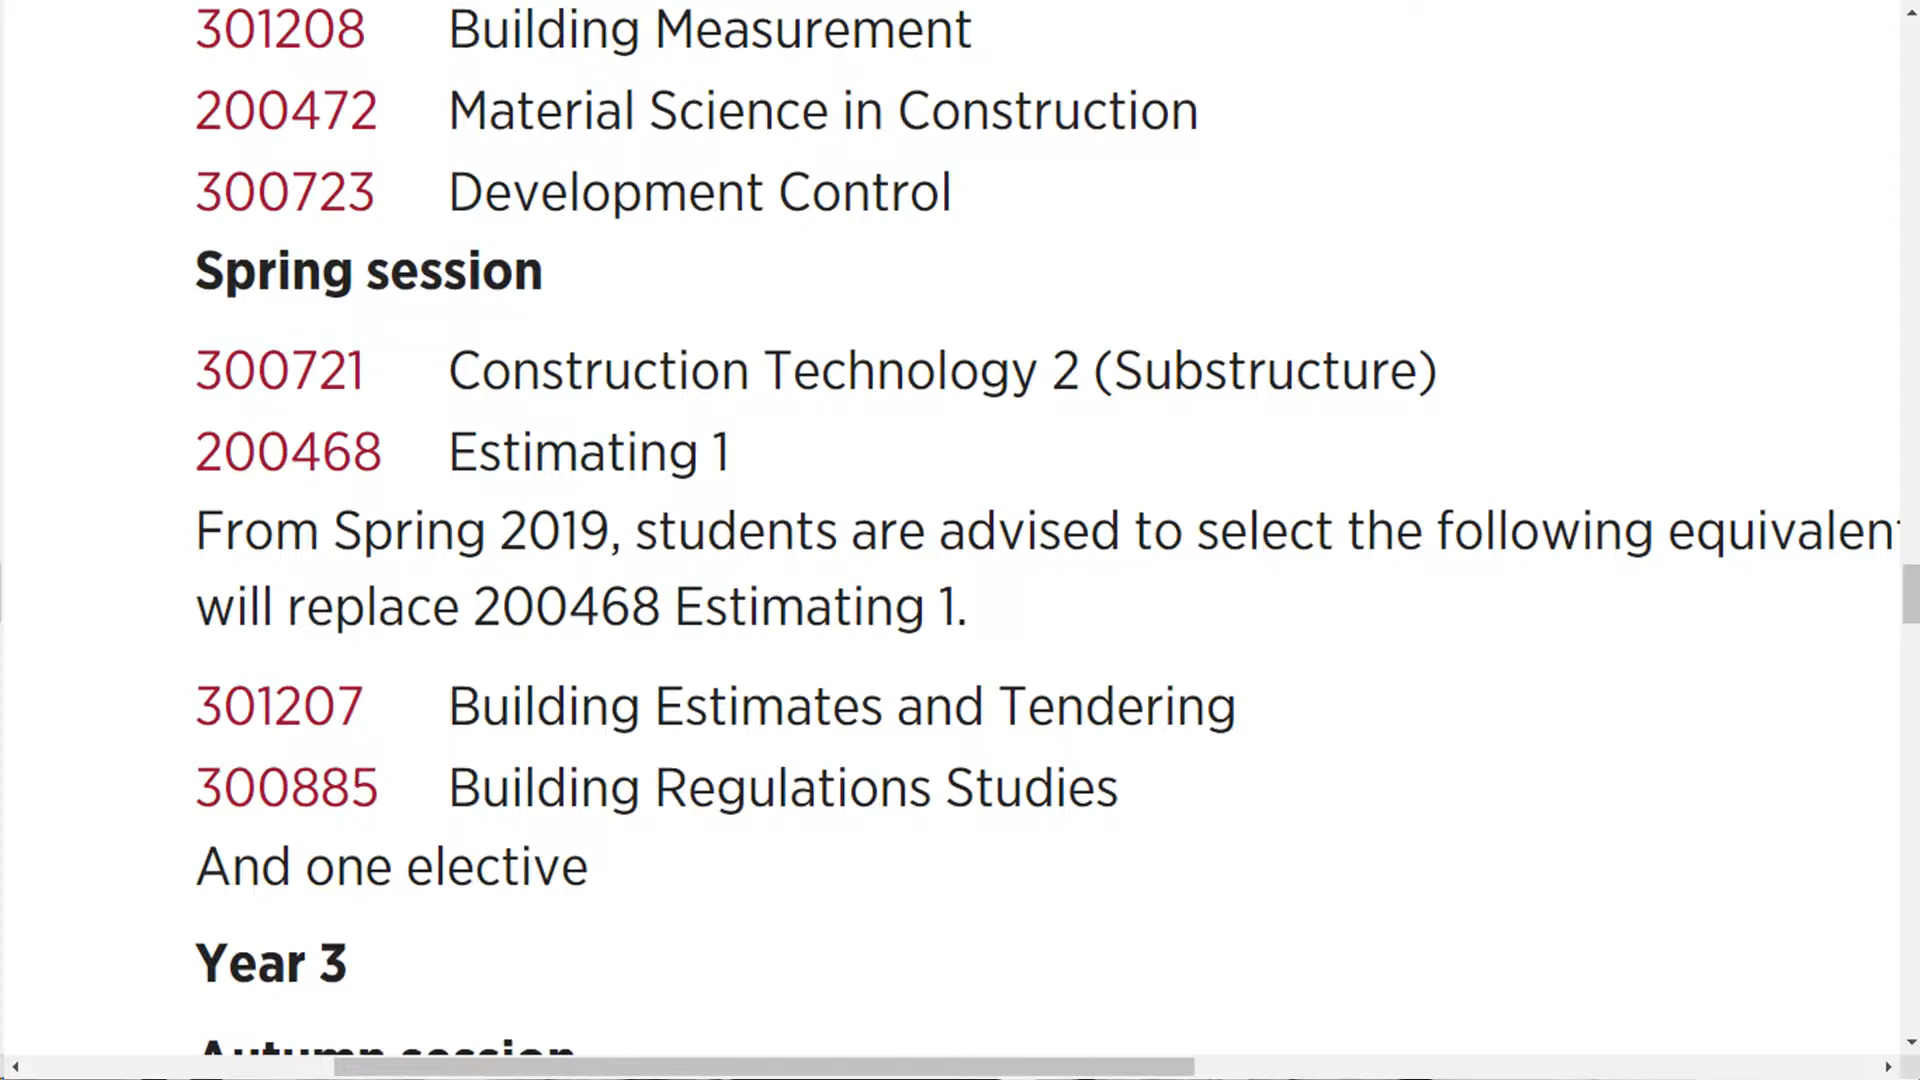 301208 Building Measurement
200472 Material Science in Construction
300723 Development Control
Spring session
300721 Construction Technology 2 (Substructure)
200468 Estimating 1
From Spring 2019, students are advised to select the following
will replace 200468 Estimating 1.
301207 Building Estimates and Tendering
300885 Building Regulations Studies
And one elective
Year 3
Autumn session